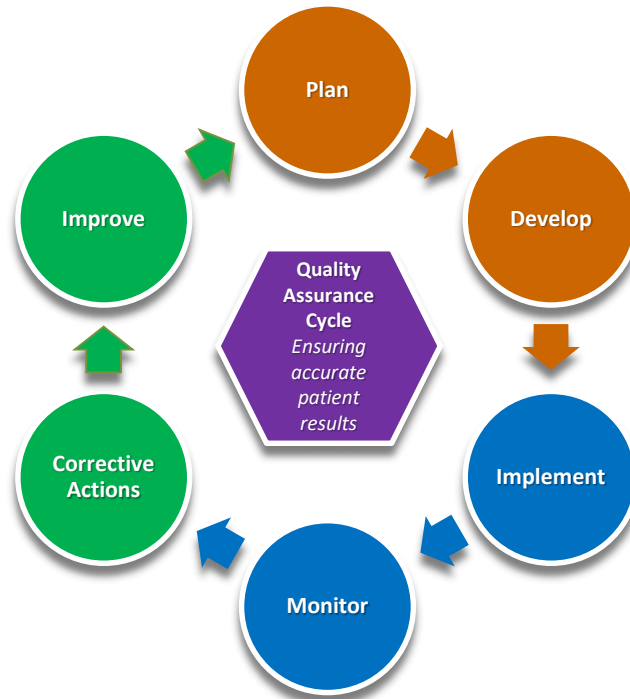 Plan
Develop
Implement
Monitor
Corrective
Actions
Improve
Quality
Assurance
Cycle
Ensuring
accurate
patient
results